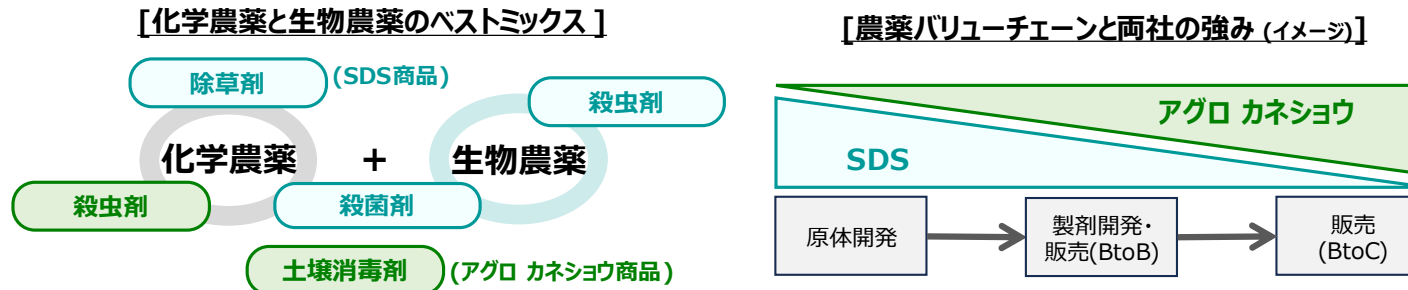 [化学農薬と生物農薬のベストミックス]
除草剤
(SDS商品)
殺虫剤
化学農薬
+
生物農薬
殺虫剤
殺菌剤
土壌消毒剤
(アグロ カネショウ商品)
[農薬バリューチェーンと両社の強み (イメージ)]
アグロ カネショウ
SDS
原体開発
製剤開発・
販売(BtoB)
販売
(BtoC)